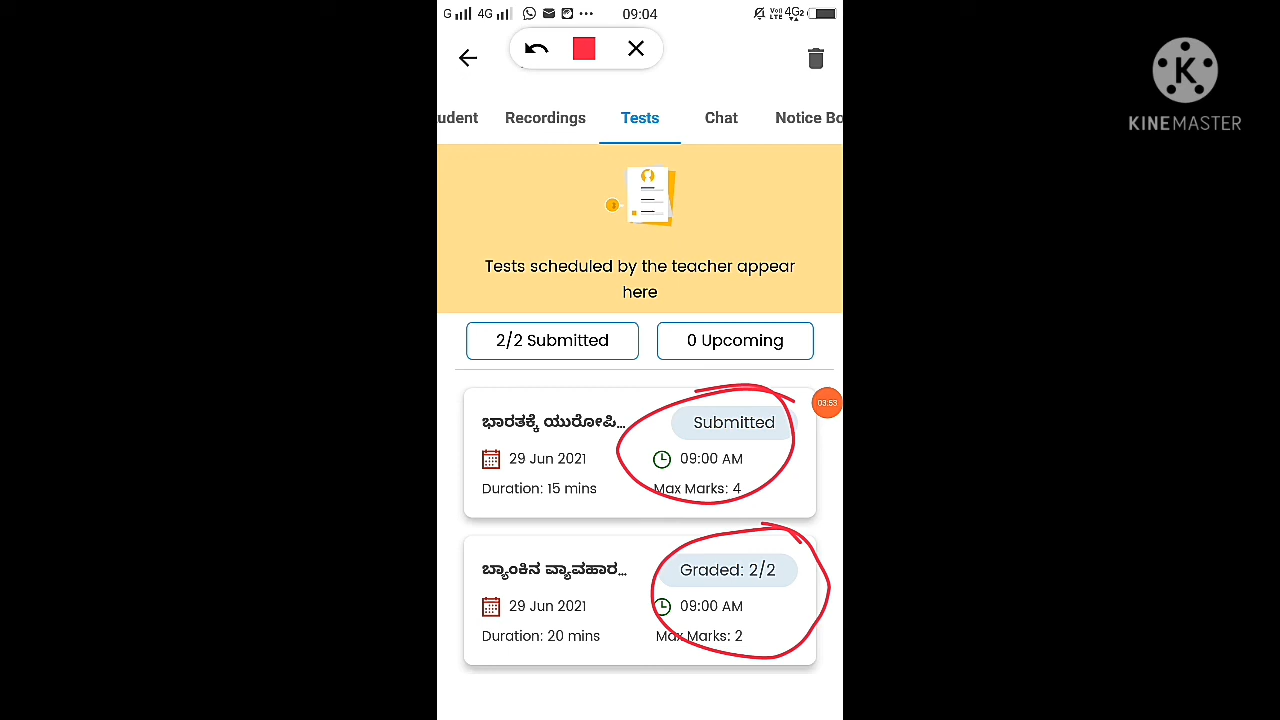 G 4G ... 09:04 VoLTE 4G2
udent Recordings Tests Chat Notice Bo
KINEMASTER
Tests scheduled by the teacher appear
here
2/2 Submitted 0 Upcoming
03:53
ಭಾರತಕ್ಕೆ ಯುರೋಪಿ... Submitted
29 Jun 2021 09:00 AM
Duration: 15 mins Max Marks: 4
ಬ್ಯಾಂಕಿನ ವ್ಯಾವಹಾರ... Graded: 2/2
29 Jun 2021 09:00 AM
Duration: 20 mins Max Marks: 2